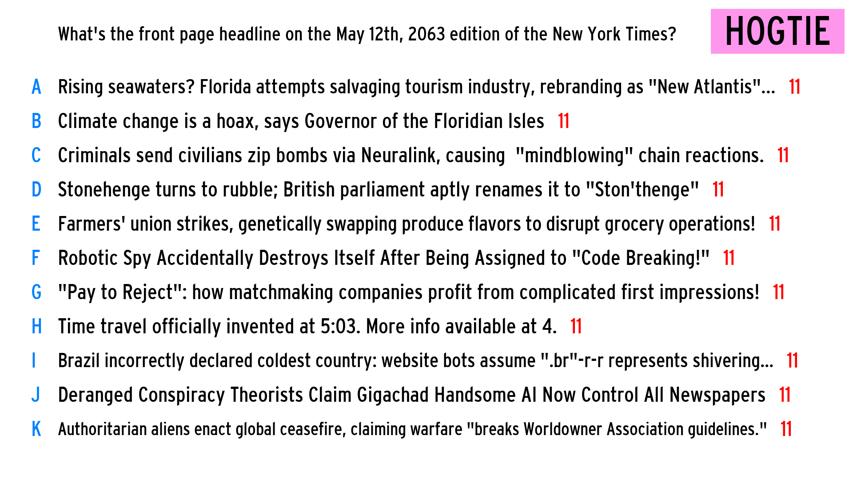 What's the front page headline on the May 12th, 2063 edition of the New York Times?
HOGTIE
A Rising seawaters? Florida attempts salvaging tourism industry, rebranding as "New Atlantis"... 11
B Climate change is a hoax, says Governor of the Floridian Isles 11
C Criminals send civilians zip bombs via Neuralink, causing "mindblowing" chain reactions. 11
D Stonehenge turns to rubble; British parliament aptly renames it to "Ston'thenge" 11
E Farmers' union strikes, genetically swapping produce flavors to disrupt grocery operations! 11
F Robotic Spy Accidentally Destroys Itself After Being Assigned to "Code Breaking!" 11
G "Pay to Reject": how matchmaking companies profit from complicated first impressions! 11
H Time travel officially invented at 5:03. More info available at 4. 11
I Brazil incorrectly declared coldest country: website bots assume ".br"-r-r represents shivering... 11
J Deranged Conspiracy Theorists Claim Gigachad Handsome AI Now Control All Newspapers 11
K Authoritarian aliens enact global ceasefire, claiming warfare "breaks Worldowner Association guidelines." 11